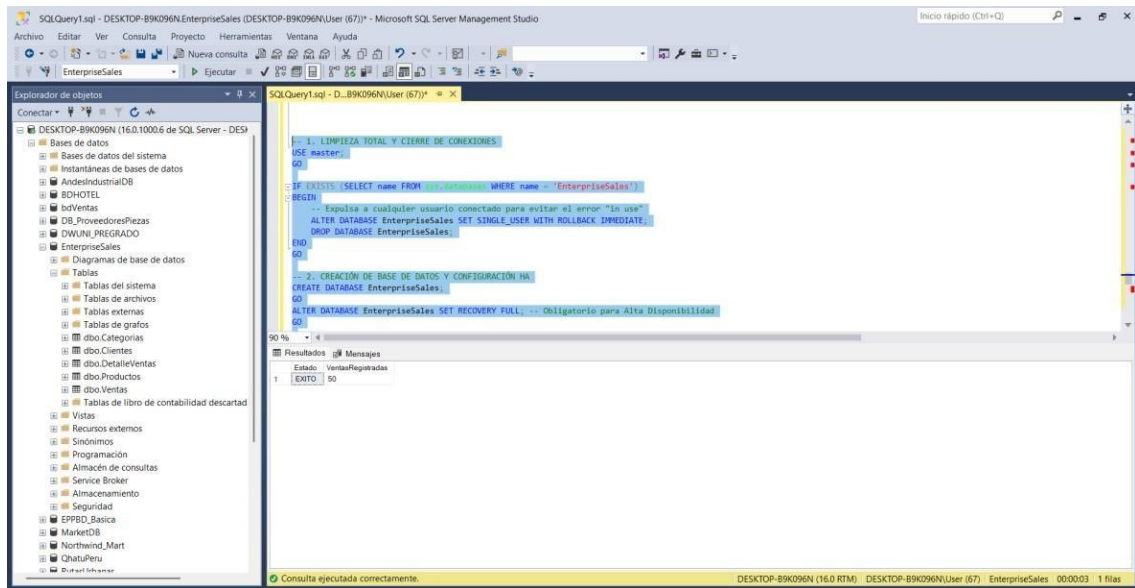 SQLQuery1.sql - DESKTOP-B9K096N.EnterpriseSales (DESKTOP-B9K096N\User (67))* - Microsoft SQL Server Management Studio
Inicio rápido (Ctrl+Q)
Archivo Editar Ver Consulta Proyecto Herramientas Ventana Ayuda
Nueva consulta
EnterpriseSales Ejecutar
Explorador de objetos
SQLQuery1.sql - D...B9K096N\User (67))*
Conectar
DESKTOP-B9K096N (16.0.1000.6 de SQL Server - DESK
Bases de datos
Bases de datos del sistema
Instantáneas de bases de datos
AndesIndustrialDB
BDHOTEL
bdVentas
DB_ProveedoresPiezas
DWUNI_PREGRADO
EnterpriseSales
Diagramas de base de datos
Tablas
Tablas del sistema
Tablas de archivos
Tablas externas
Tablas de grafos
dbo.Categorias
dbo.Clientes
dbo.DetalleVentas
dbo.Productos
dbo.Ventas
Tablas de libro de contabilidad descartad
Vistas
Recursos externos
Sinónimos
Programación
Almacén de consultas
Service Broker
Almacenamiento
Seguridad
EPPBD_Basica
MarketDB
Northwind_Mart
QhatuPeru
-- 1. LIMPIEZA TOTAL Y CIERRE DE CONEXIONES
USE master;
GO
IF EXISTS (SELECT name FROM sys.databases WHERE name = 'EnterpriseSales')
BEGIN
-- Expulsa a cualquier usuario conectado para evitar el error "in use"
ALTER DATABASE EnterpriseSales SET SINGLE_USER WITH ROLLBACK IMMEDIATE;
DROP DATABASE EnterpriseSales;
END
GO
-- 2. CREACIÓN DE BASE DE DATOS Y CONFIGURACIÓN HA
CREATE DATABASE EnterpriseSales;
GO
ALTER DATABASE EnterpriseSales SET RECOVERY FULL; -- Obligatorio para Alta Disponibilidad
GO
90 %
Resultados Mensajes
Estado VentasRegistradas
1 EXITO 50
Consulta ejecutada correctamente.
DESKTOP-B9K096N (16.0 RTM) DESKTOP-B9K096N\User (67) EnterpriseSales 00:00:03 1 filas